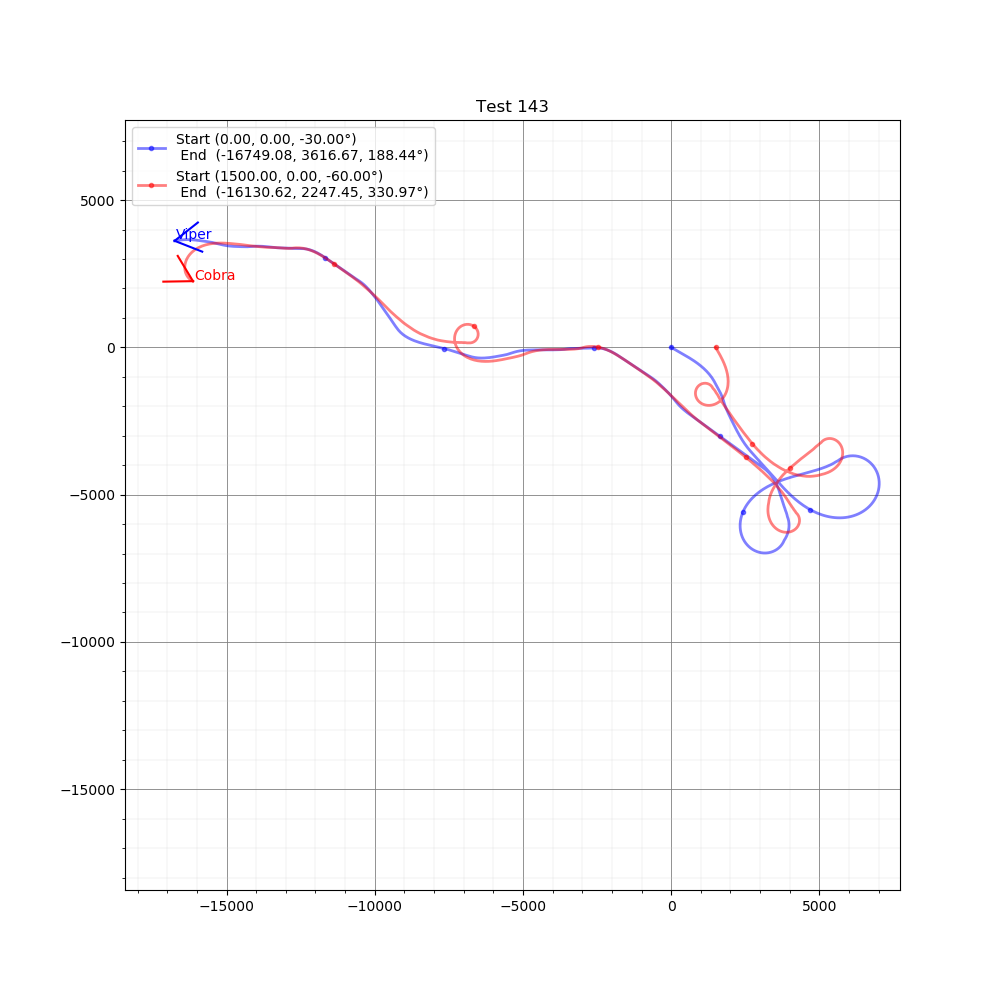 Test 143
Start (0.00, 0.00, -30.00°)
End (-16749.08, 3616.67, 188.44°)
Start (1500.00, 0.00, -60.00°)
End (-16130.62, 2247.45, 330.97°)
5000
Viper
Cobra
0
−5000
−10000
−15000
−15000 −10000 −5000 0 5000